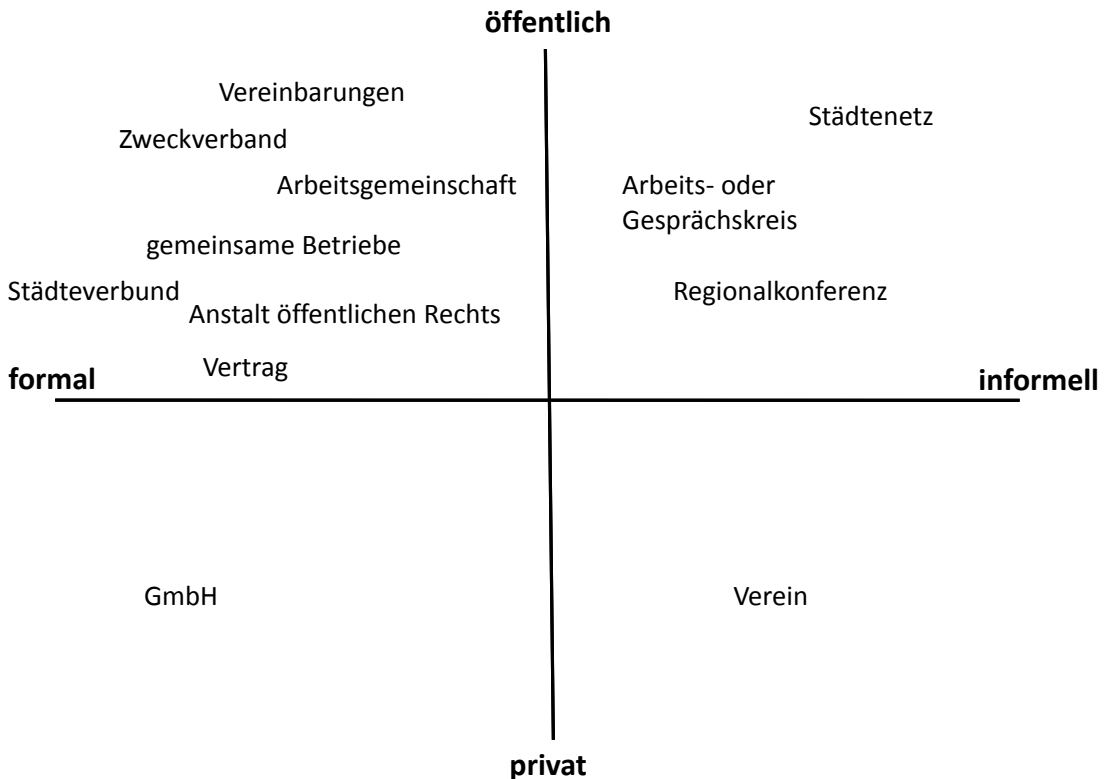 öffentlich
Vereinbarungen
Städtenetz
Zweckverband
Arbeitsgemeinschaft
Arbeits- oder
Gesprächskreis
gemeinsame Betriebe
Städteverbund
Regionalkonferenz
Anstalt öffentlichen Rechts
Vertrag
formal
informell
GmbH
Verein
privat